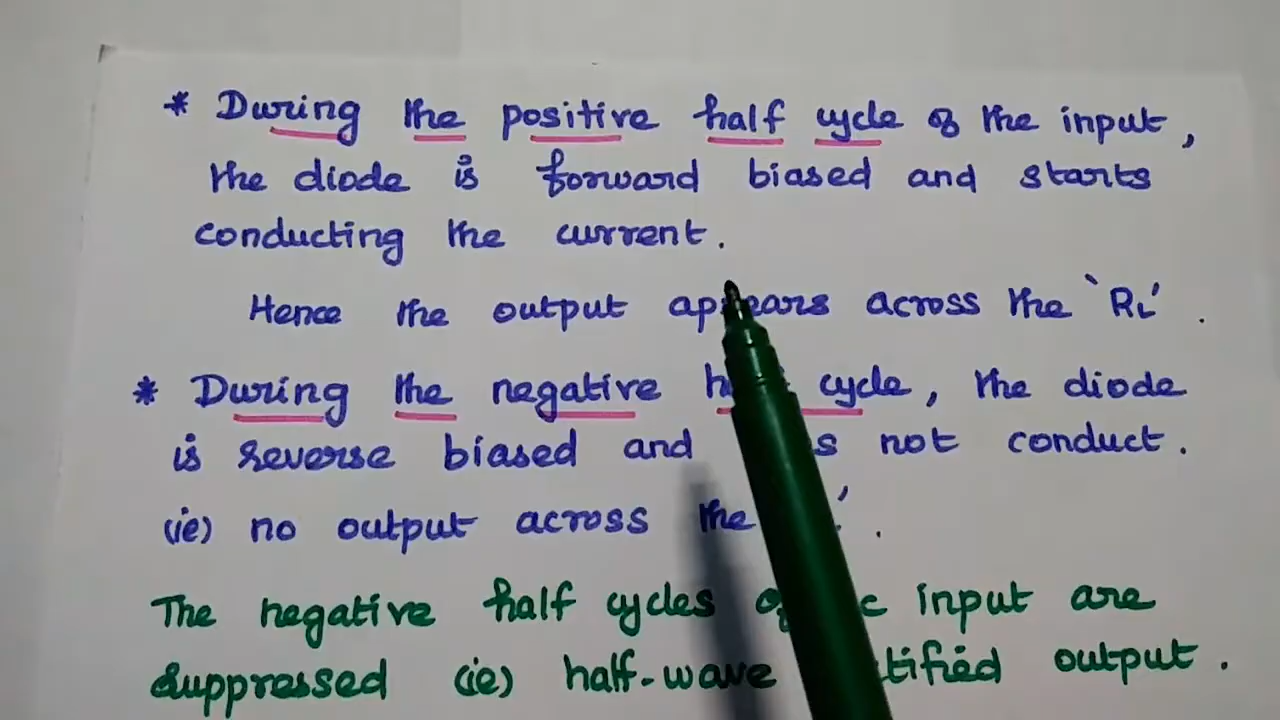 * During the positive half cycle of the input,
the diode is forward biased and starts
conducting the current.
Hence the output appears across the `RL'.
* During the negative cycle, the diode
is reverse biased and not conduct.
(ie) no output across the
The negative half cycles input are
suppressed (ie) half-wave output.